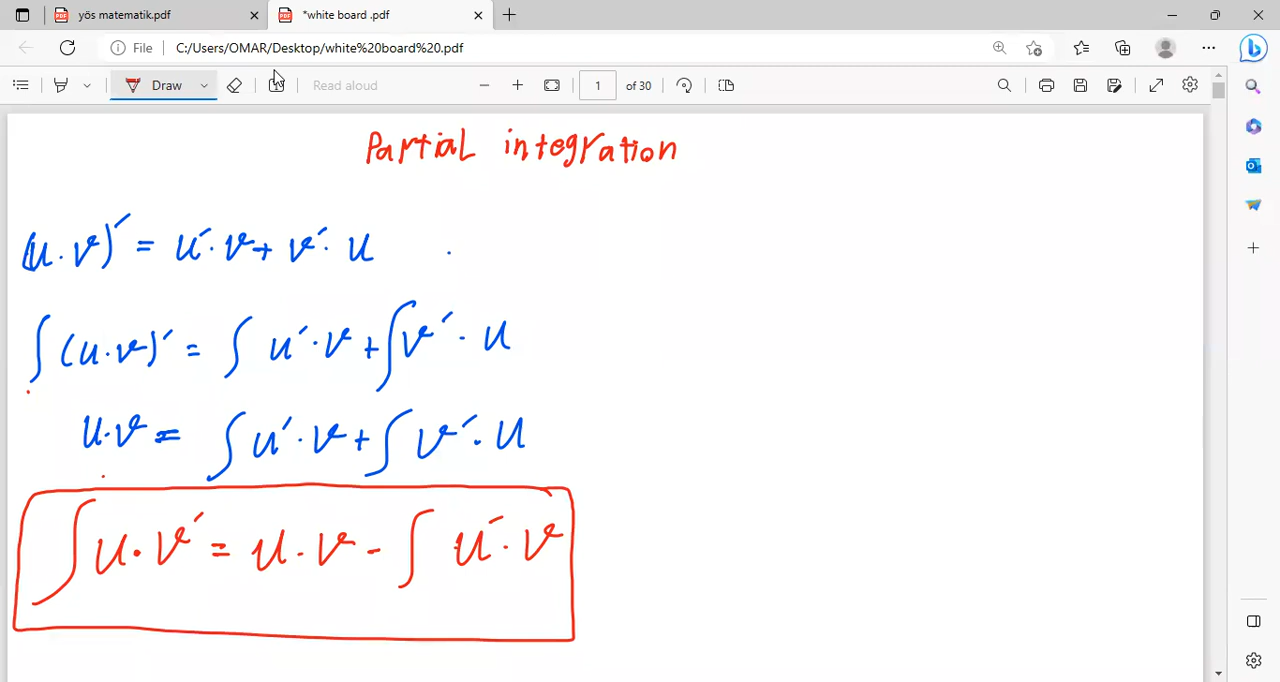 yös matematik.pdf
*white board .pdf
File
C:/Users/OMAR/Desktop/white%20board%20.pdf
Draw
Read aloud
1 of 30
Partial integration
(u·v)′ = u′·v + v′·u
∫(u·v)′ = ∫ u′·v + ∫ v′·u
u·v = ∫ u′·v + ∫ v′·u
∫ u·v′ = u·v - ∫ u′·v